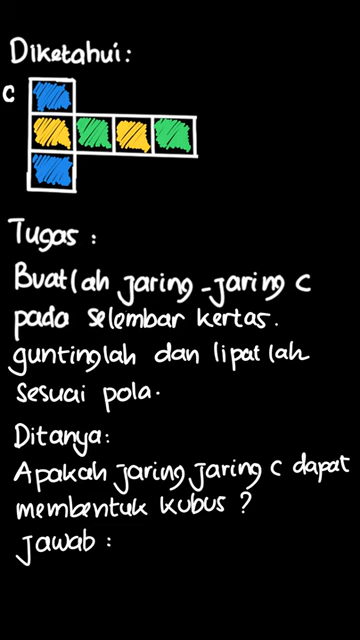 Diketahui:
C
Tugas :
Buatlah jaring-jaring C
pada selembar kertas.
guntinglah dan lipatlah
sesuai pola.
Ditanya:
Apakah jaring jaring C dapat
membentuk kubus ?
jawab :